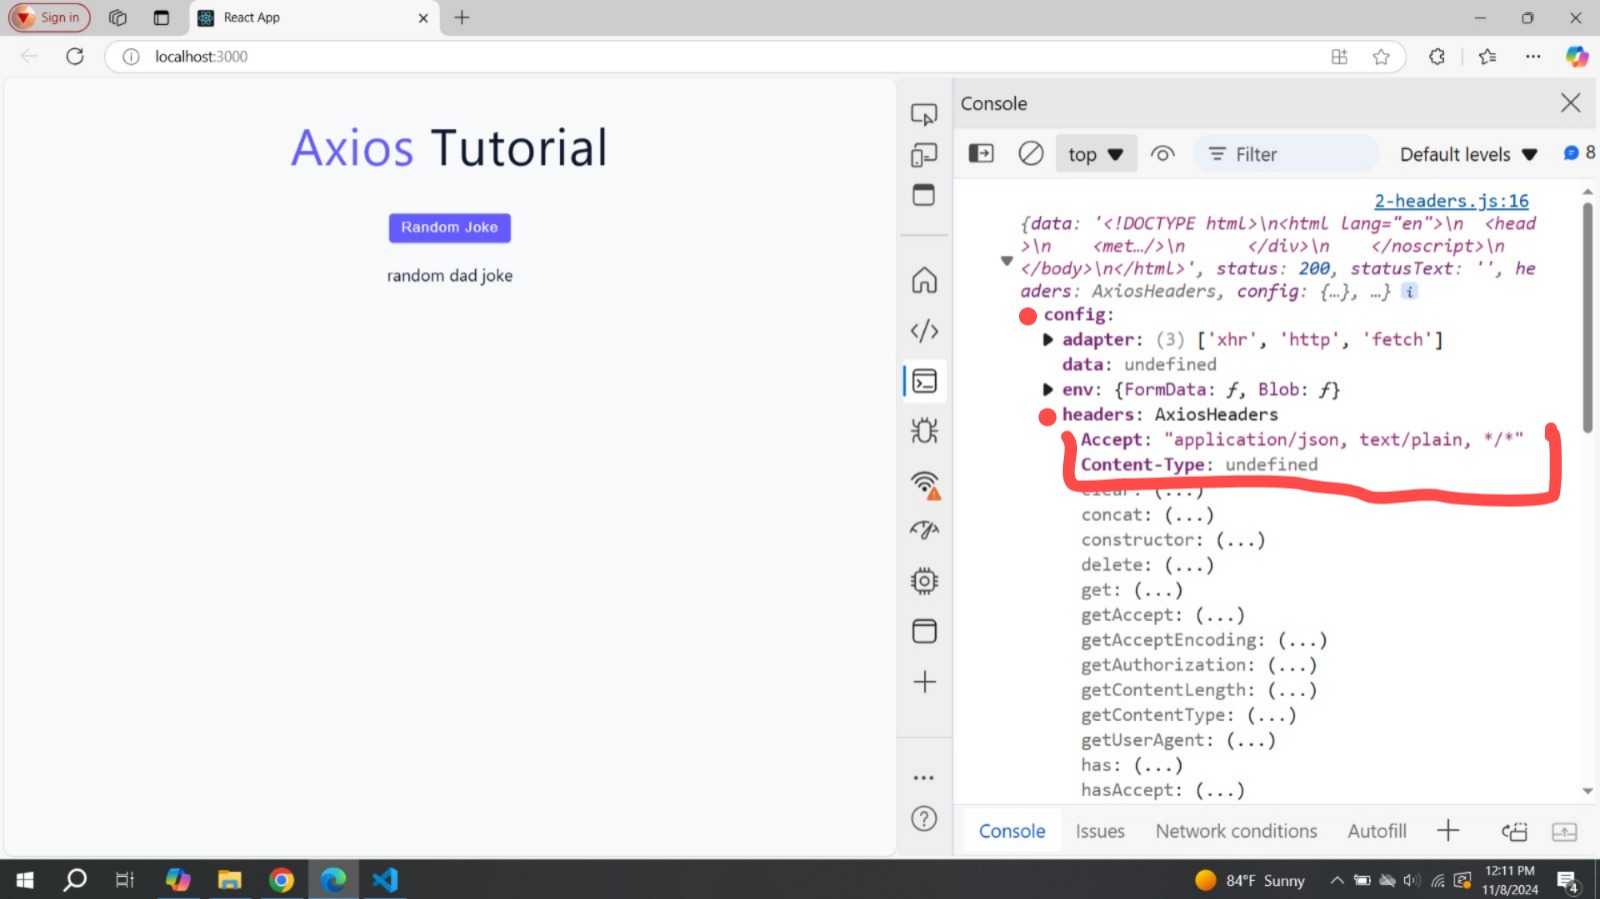 Sign in
React App
localhost:3000
Axios Tutorial
Random Joke
random dad joke
Console
top
Filter
Default levels
8
2-headers.js:16
{data: '<!DOCTYPE html>\n<html lang="en">\n  <head
>\n    <met…/>\n      </div>\n    </noscript>\n
</body>\n</html>', status: 200, statusText: '', he
aders: AxiosHeaders, config: {…}, …} i
config:
adapter: (3) ['xhr', 'http', 'fetch']
data: undefined
env: {FormData: ƒ, Blob: ƒ}
headers: AxiosHeaders
Accept: "application/json, text/plain, */*"
Content-Type: undefined
clear: (...)
concat: (...)
constructor: (...)
delete: (...)
get: (...)
getAccept: (...)
getAcceptEncoding: (...)
getAuthorization: (...)
getContentLength: (...)
getContentType: (...)
getUserAgent: (...)
has: (...)
hasAccept: (...)
Console
Issues
Network conditions
Autofill
84°F Sunny
12:11 PM
11/8/2024
4